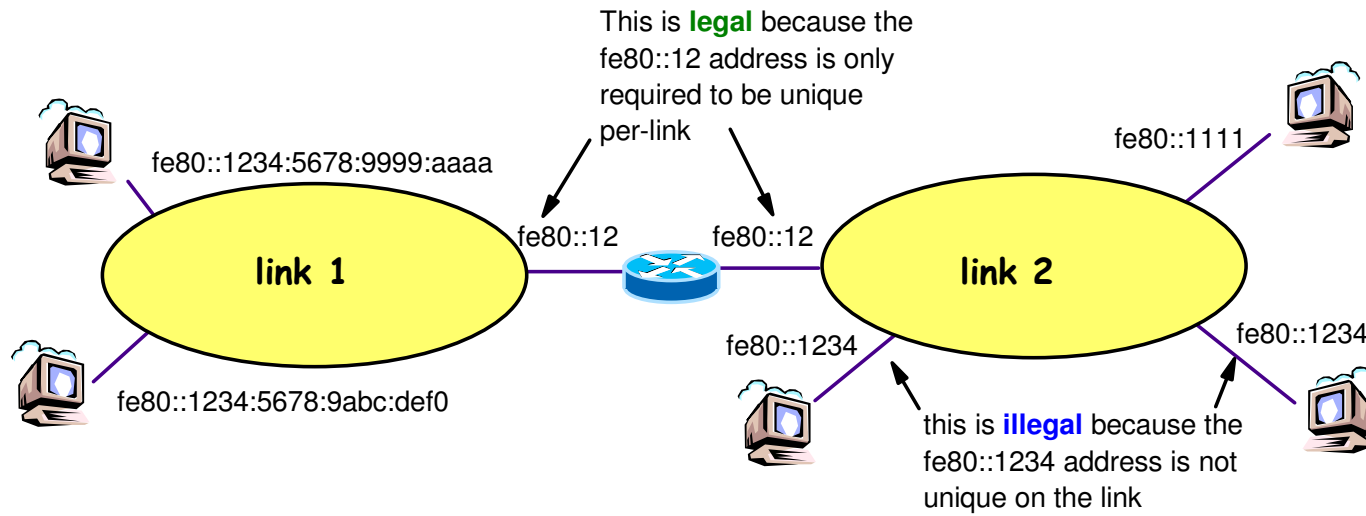 This is legal because the
fe80::12 address is only
required to be unique
per-link
fe80::1234:5678:9999:aaaa
fe80::1111
link 1
fe80::12
fe80::12
link 2
fe80::1234
fe80::1234
fe80::1234:5678:9abc:def0
this is illegal because the
fe80::1234 address is not
unique on the link